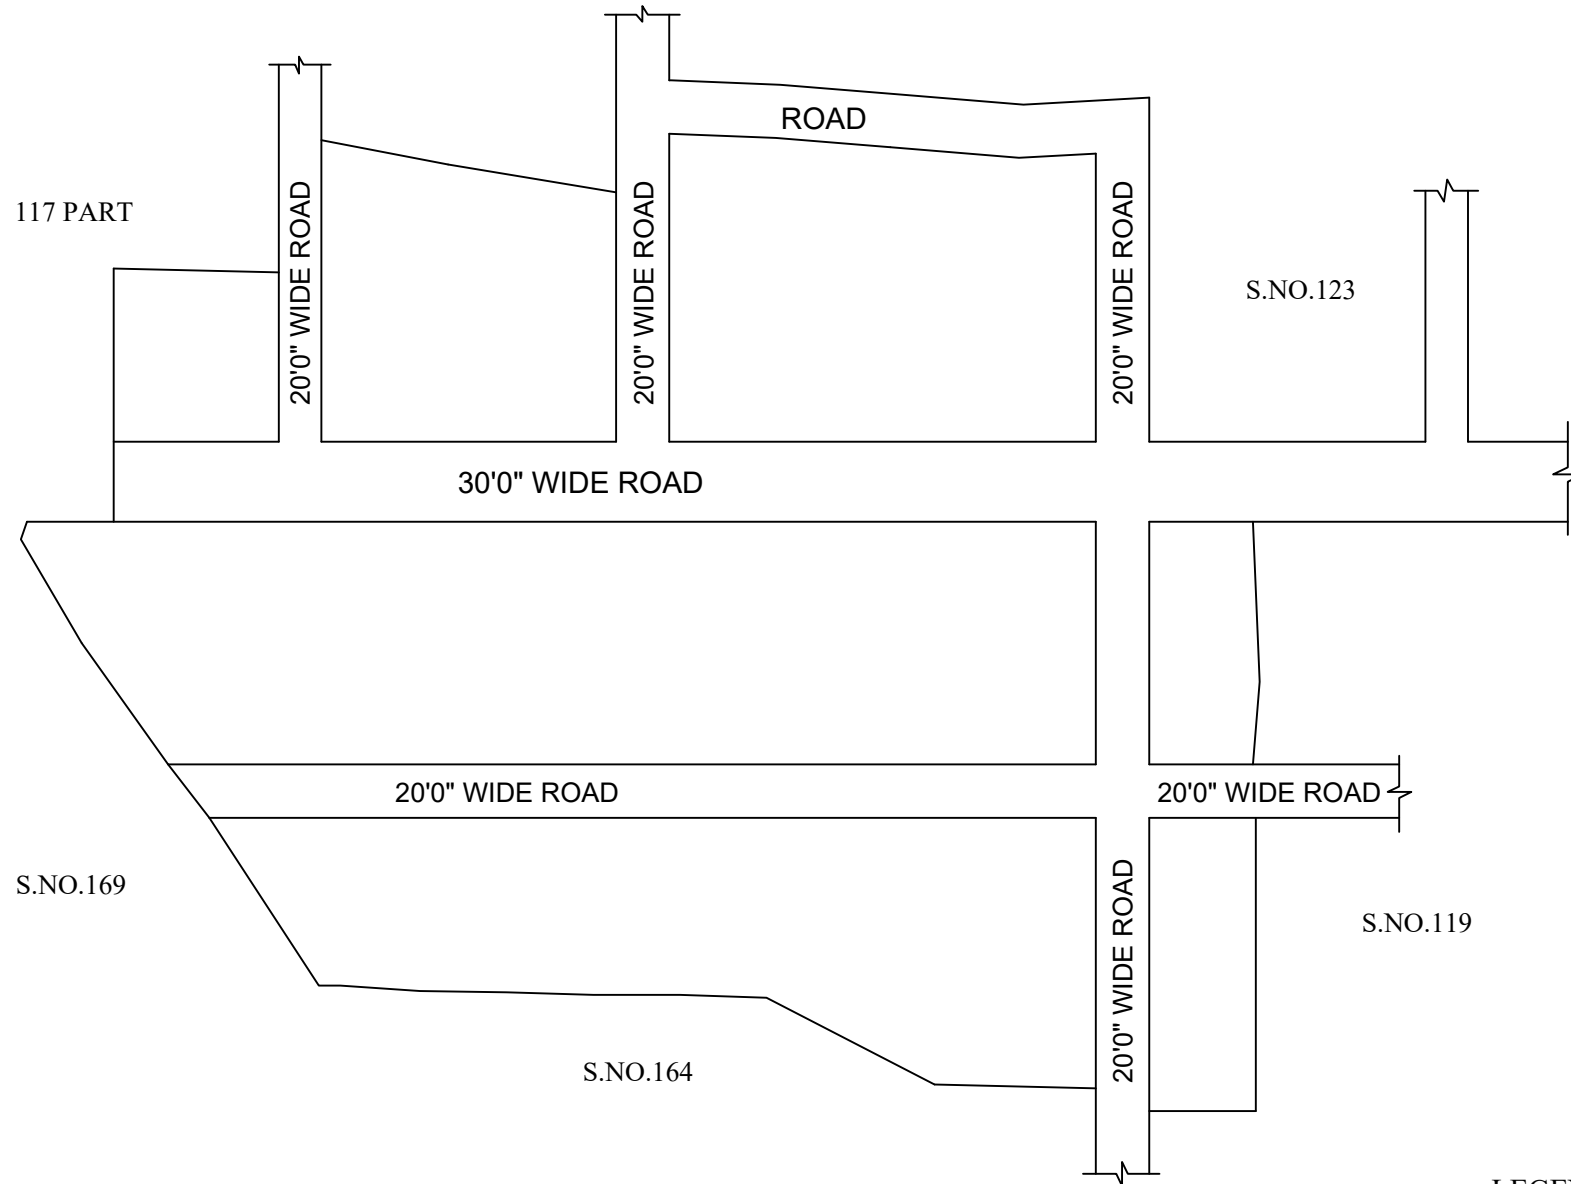 ROAD
117 PART
20'0" WIDE ROAD
20'0" WIDE ROAD
20'0" WIDE ROAD
S.NO.123
30'0" WIDE ROAD
20'0" WIDE ROAD
20'0" WIDE ROAD
S.NO.169
20'0" WIDE ROAD
S.NO.119
S.NO.164